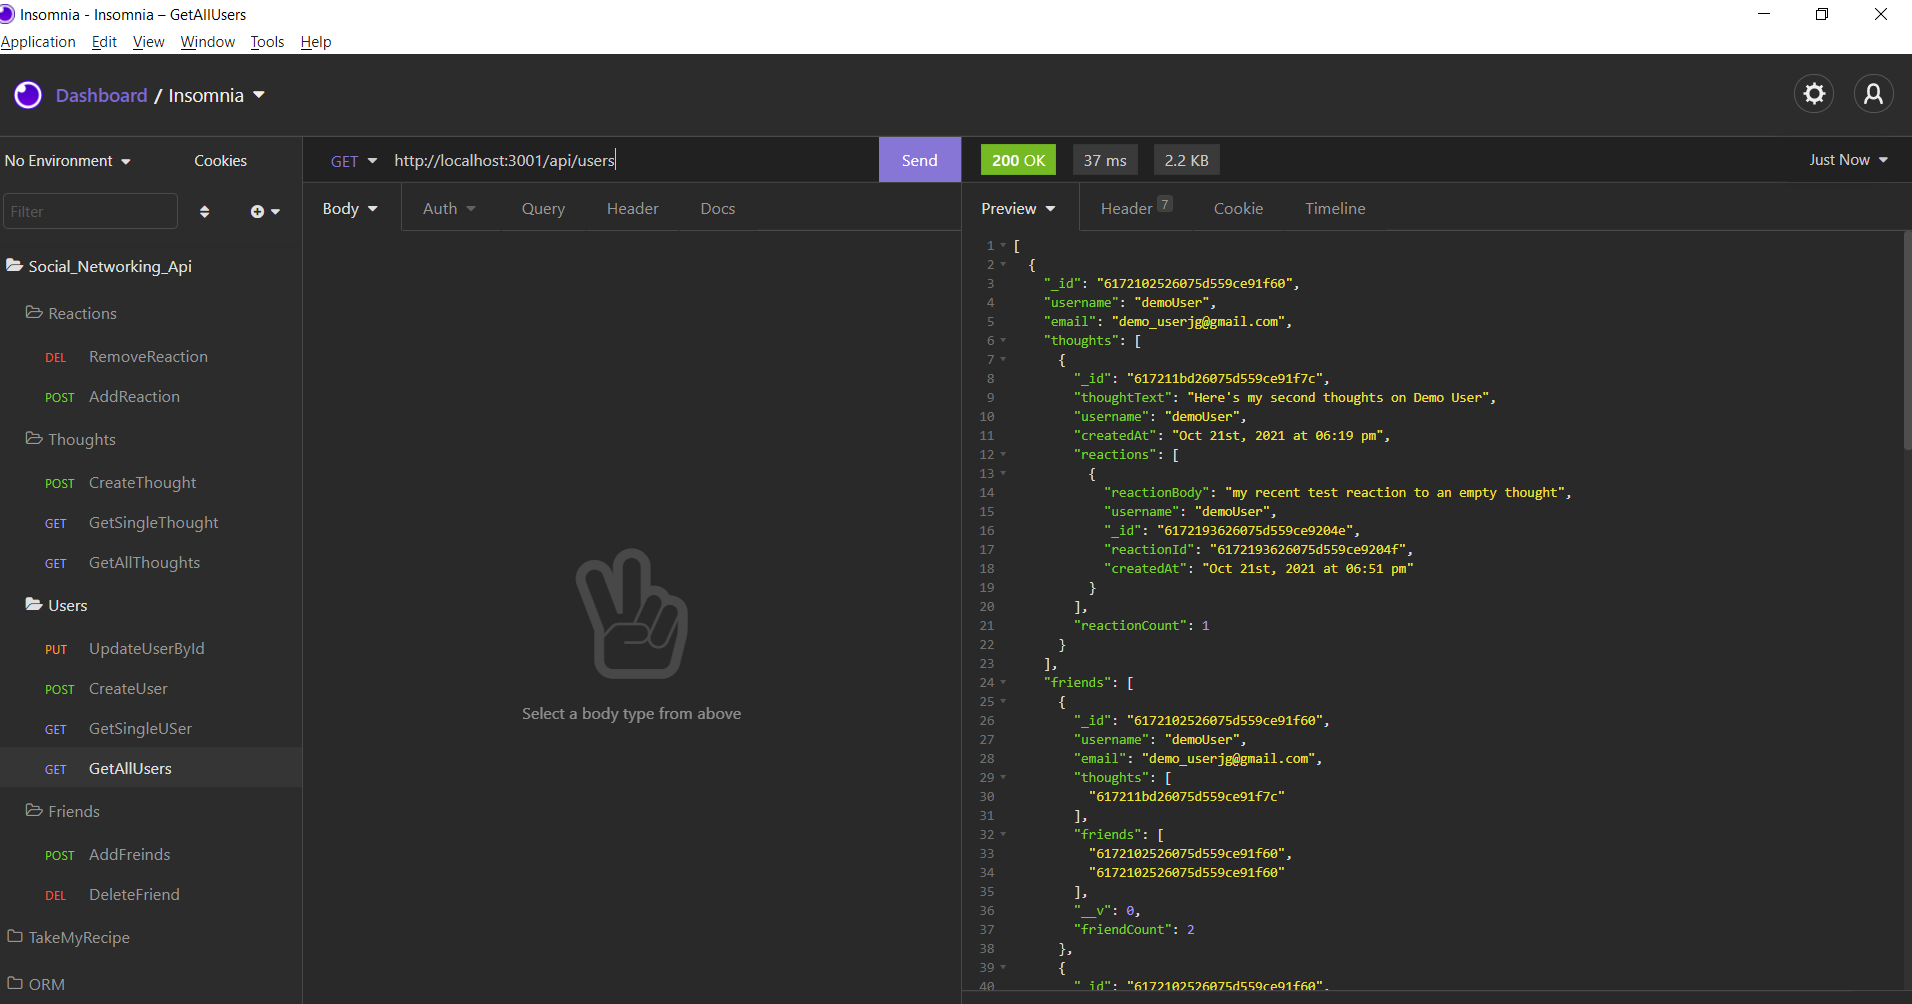 Insomnia - Insomnia – GetAllUsers
Application Edit View Window Tools Help
Dashboard / Insomnia
No Environment Cookies
Filter
Social_Networking_Api
Reactions
DEL RemoveReaction
POST AddReaction
Thoughts
POST CreateThought
GET GetSingleThought
GET GetAllThoughts
Users
PUT UpdateUserById
POST CreateUser
GET GetSingleUSer
GET GetAllUsers
Friends
POST AddFreinds
DEL DeleteFriend
TakeMyRecipe
ORM
GET http://localhost:3001/api/users Send
Body Auth Query Header Docs
Select a body type from above
200 OK 37 ms 2.2 KB Just Now
Preview Header 7 Cookie Timeline
1 [
2 {
3 "_id": "6172102526075d559ce91f60",
4 "username": "demoUser",
5 "email": "demo_userjg@gmail.com",
6 "thoughts": [
7 {
8 "_id": "617211bd26075d559ce91f7c",
9 "thoughtText": "Here's my second thoughts on Demo User",
10 "username": "demoUser",
11 "createdAt": "Oct 21st, 2021 at 06:19 pm",
12 "reactions": [
13 {
14 "reactionBody": "my recent test reaction to an empty thought",
15 "username": "demoUser",
16 "_id": "6172193626075d559ce9204e",
17 "reactionId": "6172193626075d559ce9204f",
18 "createdAt": "Oct 21st, 2021 at 06:51 pm"
19 }
20 ],
21 "reactionCount": 1
22 }
23 ],
24 "friends": [
25 {
26 "_id": "6172102526075d559ce91f60",
27 "username": "demoUser",
28 "email": "demo_userjg@gmail.com",
29 "thoughts": [
30 "617211bd26075d559ce91f7c"
31 ],
32 "friends": [
33 "6172102526075d559ce91f60",
34 "6172102526075d559ce91f60"
35 ],
36 "__v": 0,
37 "friendCount": 2
38 },
39 {
40 "_id": "6172102526075d559ce91f60",